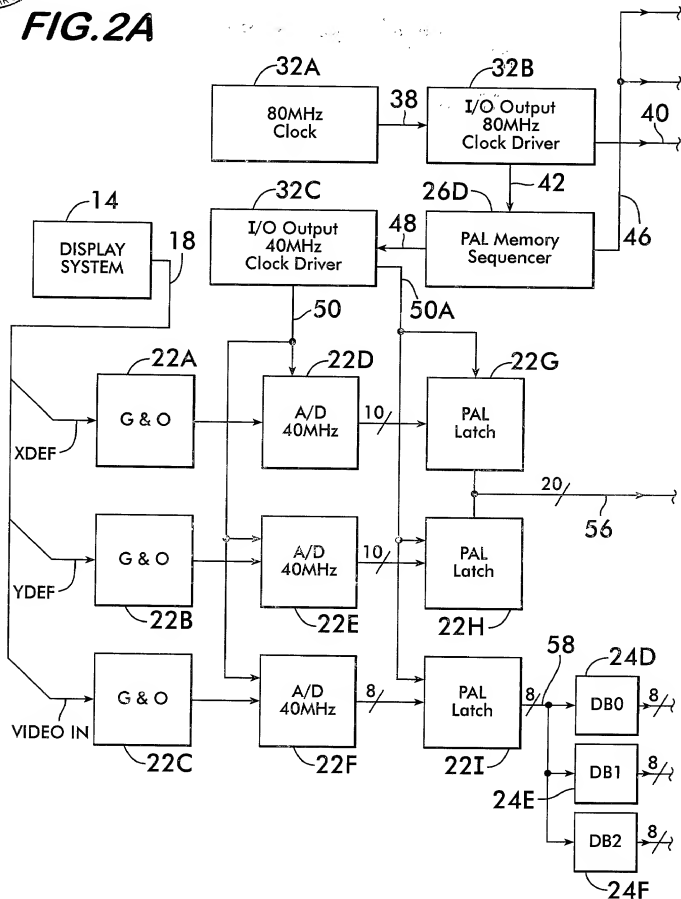 FIG.2A
32A
80MHz
Clock
38
32B
I/O Output
80MHz
Clock Driver
40
42
26D
PAL Memory
Sequencer
46
48
32C
I/O Output
40MHz
Clock Driver
50
50A
14
DISPLAY
SYSTEM
18
22A
G & O
XDEF
22D
A/D
40MHz
10
22G
PAL
Latch
20
56
G & O
YDEF
22B
A/D
40MHz
10
22E
PAL
Latch
22H
G & O
VIDEO IN
22C
A/D
40MHz
8
22F
PAL
Latch
22I
8
58
24D
DB0
8
DB1
8
24E
DB2
8
24F